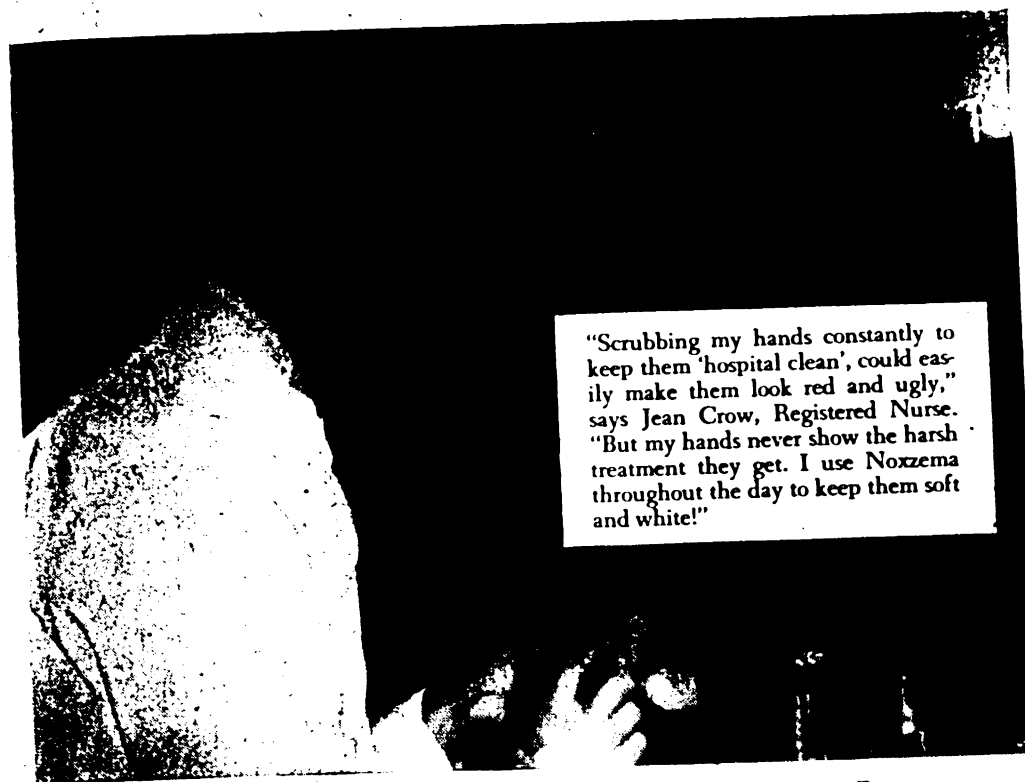 “Scrubbing my hands constantly to
keep them ‘hospital clean’, could eas-
ily make them look red and ugly,”
says Jean Crow, Registered Nurse.
“But my hands never show the harsh
treatment they get. I use Noxzema
throughout the day to keep them soft
and white!”